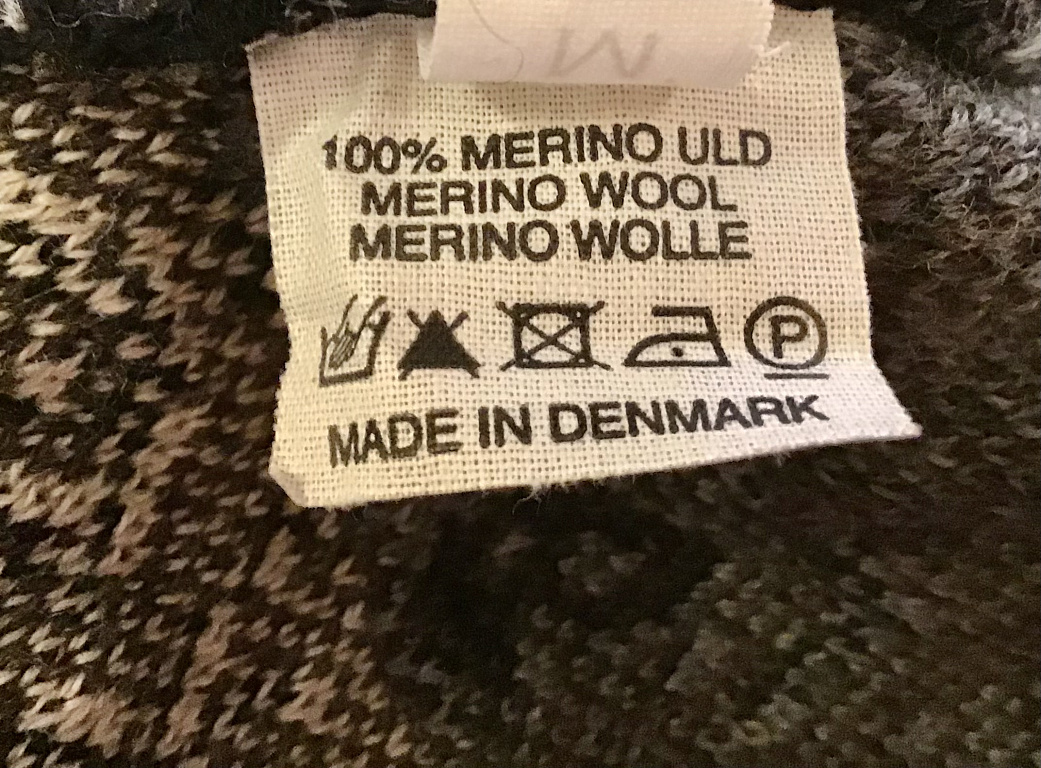 M
100% MERINO ULD
MERINO WOOL
MERINO WOLLE
P
MADE IN DENMARK